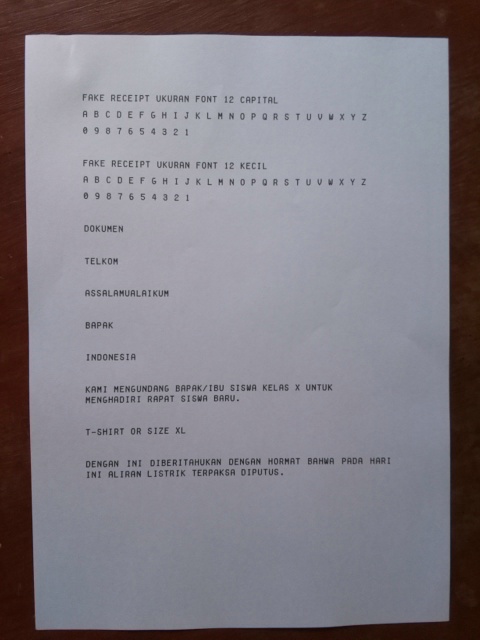 FAKE RECEIPT UKURAN FONT 12 CAPITAL
A B C D E F G H I J K L M N O P Q R S T U V W X Y Z
0 9 8 7 6 5 4 3 2 1
FAKE RECEIPT UKURAN FONT 12 KECIL
A B C D E F G H I J K L M N O P Q R S T U V W X Y Z
0 9 8 7 6 5 4 3 2 1
DOKUMEN
TELKOM
ASSALAMUALAIKUM
BAPAK
INDONESIA
KAMI MENGUNDANG BAPAK/IBU SISWA KELAS X UNTUK
MENGHADIRI RAPAT SISWA BARU.
T-SHIRT OR SIZE XL
DENGAN INI DIBERITAHUKAN DENGAN HORMAT BAHWA PADA HARI
INI ALIRAN LISTRIK TERPAKSA DIPUTUS.